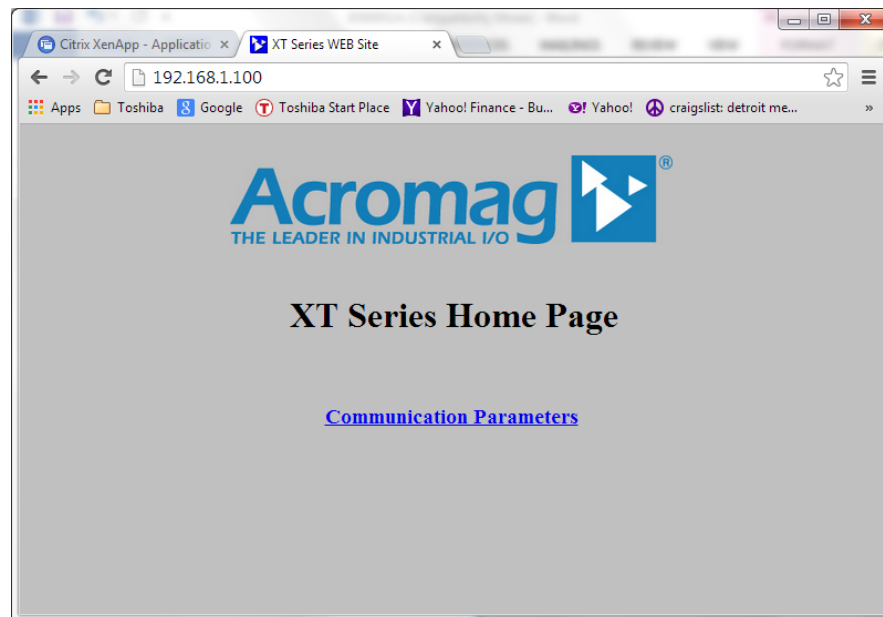 Citrix XenApp - Applicatio
XT Series WEB Site
192.168.1.100
Apps
Toshiba
Google
Toshiba Start Place
Yahoo! Finance - Bu...
Yahoo!
craigslist: detroit me...
»
Acromag
®
THE LEADER IN INDUSTRIAL I/O
XT Series Home Page
Communication Parameters